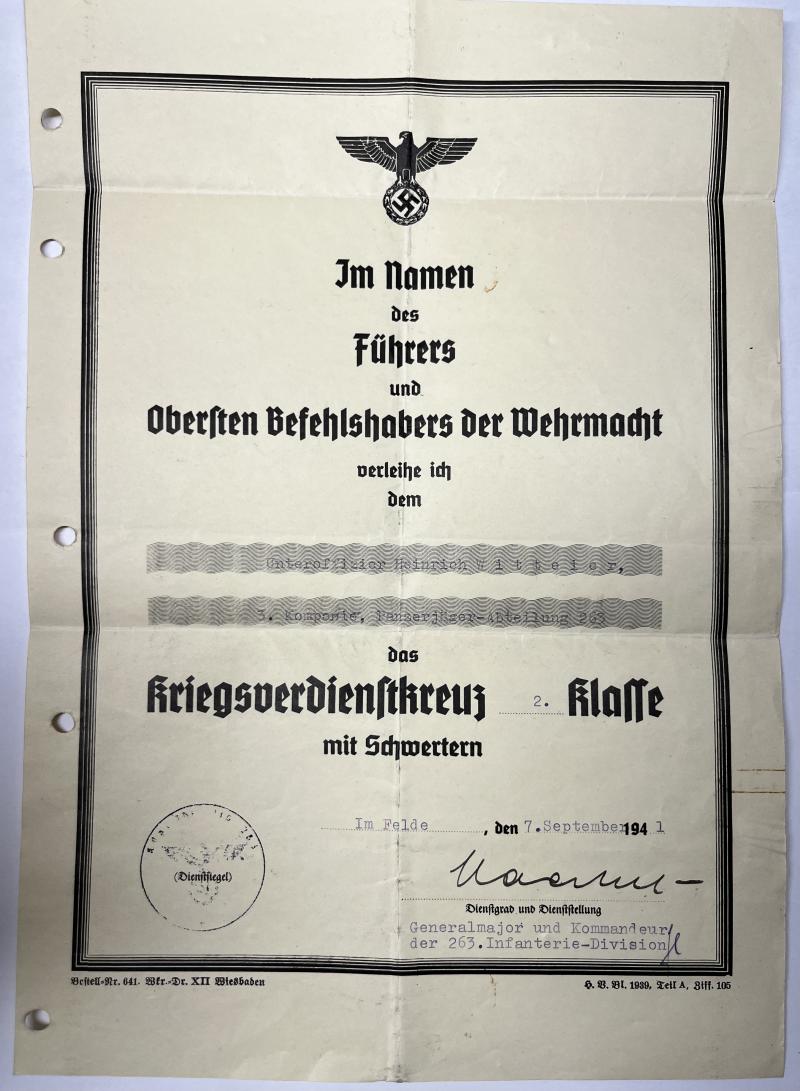 Im Namen
des
Führers
und
Obersten Befehlshabers der Wehrmacht
verleihe ich
dem
Unteroffizier Heinrich Witteier,
3. Kompanie, Panzerjäger-Abteilung 263
das
Kriegsverdienstkreuz 2. Klasse
mit Schwertern
Im Felde, den 7.September 1941
(Dienstsiegel)
Dienstgrad und Dienststellung
Generalmajor und Kommandeur
der 263.Infanterie-Division
Bestell-Nr. 641. Wkr.-Dr. XII Wiesbaden
H. V. Bl. 1939, Teil A, Ziff. 105